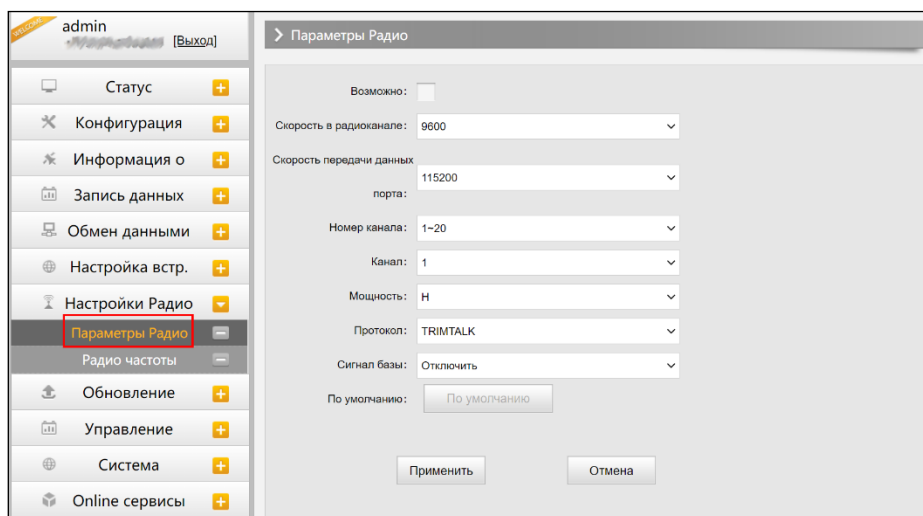 WELCOME
admin
[Выход]
Статус
Конфигурация
Информация о
Запись данных
Обмен данными
Настройка встр.
Настройки Радио
Параметры Радио
Радио частоты
Обновление
Управление
Система
Online сервисы
Параметры Радио
Возможно:
Скорость в радиоканале: 9600
Скорость передачи данных
порта: 115200
Номер канала: 1~20
Канал: 1
Мощность: H
Протокол: TRIMTALK
Сигнал базы: Отключить
По умолчанию: По умолчанию
Применить Отмена